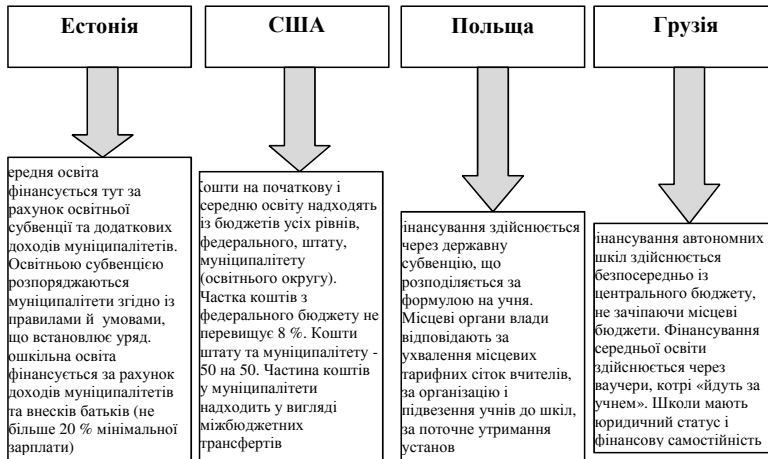 Естонія
ередня освіта
фінансується тут за
рахунок освітньої
субвенції та додаткових
доходів муніципалітетів.
Освітньою субвенцією
розпоряджаються
муніципалітети згідно із
правилами й умовами,
що встановлює уряд.
ошкільна освіта
фінансується за рахунок
доходів муніципалітетів
та внесків батьків (не
більше 20 % мінімальної
зарплати)
США
Кошти на початкову і
середню освіту надходять
із бюджетів усіх рівнів,
федерального, штату,
муніципалітету
(освітнього округу).
Частка коштів з
федерального бюджету не
перевищує 8 %. Кошти
штату та муніципалітету -
50 на 50. Частина коштів
у муніципалітети
надходить у вигляді
міжбюджетних
трансфертів
Польща
інансування здійснюється
через державну
субвенцію, що
розподіляється за
формулою на учня.
Місцеві органи влади
відповідають за
ухвалення місцевих
тарифних сіток вчителів,
за організацію і
підвезення учнів до шкіл,
за поточне утримання
установ
Грузія
інансування автономних
шкіл здійснюється
безпосередньо із
центрального бюджету,
не зачіпаючи місцеві
бюджети. Фінансування
середньої освіти
здійснюється через
ваучери, котрі «йдуть за
учнем». Школи мають
юридичний статус і
фінансову самостійність